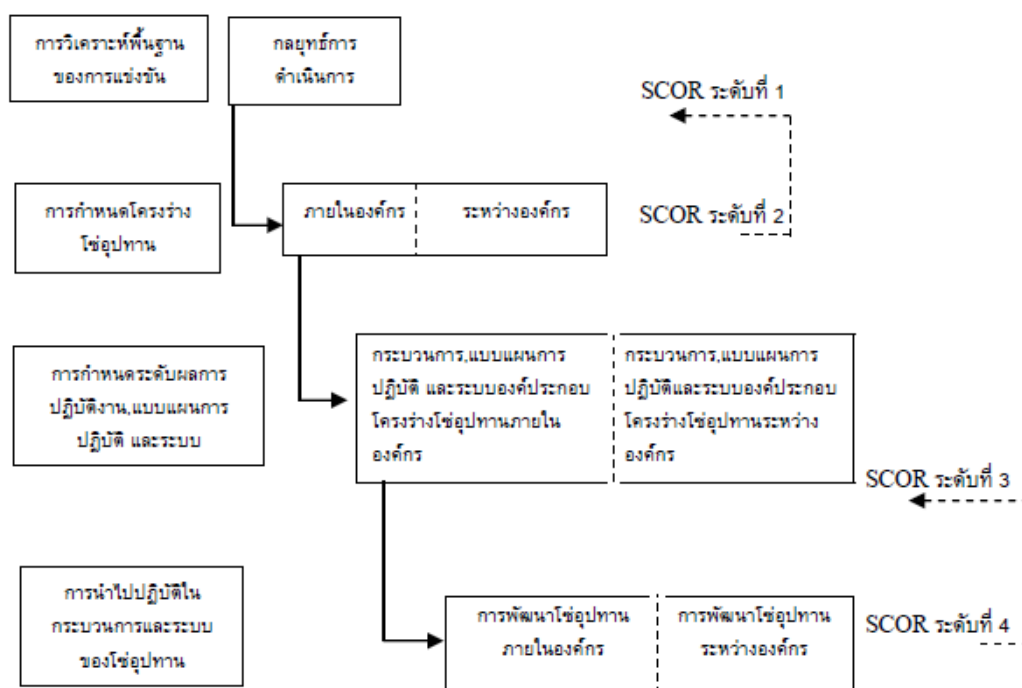 การวิเคราะห์พื้นฐาน
ของการแข่งขัน
กลยุทธ์การ
ดำเนินการ
SCOR ระดับที่ 1
การกำหนดโครงร่าง
โซ่อุปทาน
ภายในองค์กร
ระหว่างองค์กร
SCOR ระดับที่ 2
การกำหนดระดับผลการ
ปฏิบัติงาน,แบบแผนการ
ปฏิบัติ และระบบ
กระบวนการ,แบบแผนการ
ปฏิบัติ และระบบองค์ประกอบ
โครงร่างโซ่อุปทานภายใน
องค์กร
กระบวนการ,แบบแผนการ
ปฏิบัติและระบบองค์ประกอบ
โครงร่างโซ่อุปทานระหว่าง
องค์กร
SCOR ระดับที่ 3
การนำไปปฏิบัติใน
กระบวนการและระบบ
ของโซ่อุปทาน
การพัฒนาโซ่อุปทาน
ภายในองค์กร
การพัฒนาโซ่อุปทาน
ระหว่างองค์กร
SCOR ระดับที่ 4